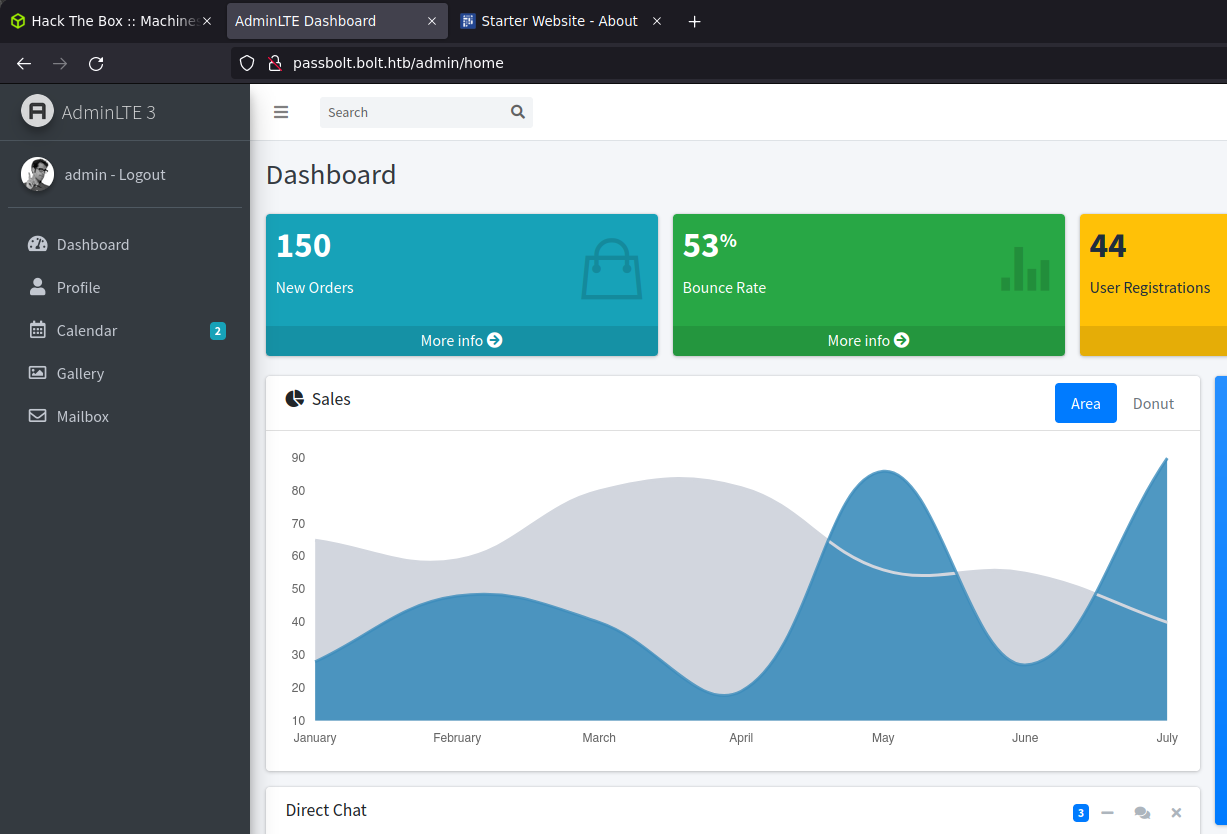 Hack The Box :: Machines
AdminLTE Dashboard
Starter Website - About
passbolt.bolt.htb/admin/home
AdminLTE 3
Search
admin - Logout
Dashboard
Dashboard
Profile
Calendar 2
Gallery
Mailbox
150
New Orders
More info
53%
Bounce Rate
More info
44
User Registrations
Sales
Area Donut
90
80
70
60
50
40
30
20
10
January February March April May June July
Direct Chat 3